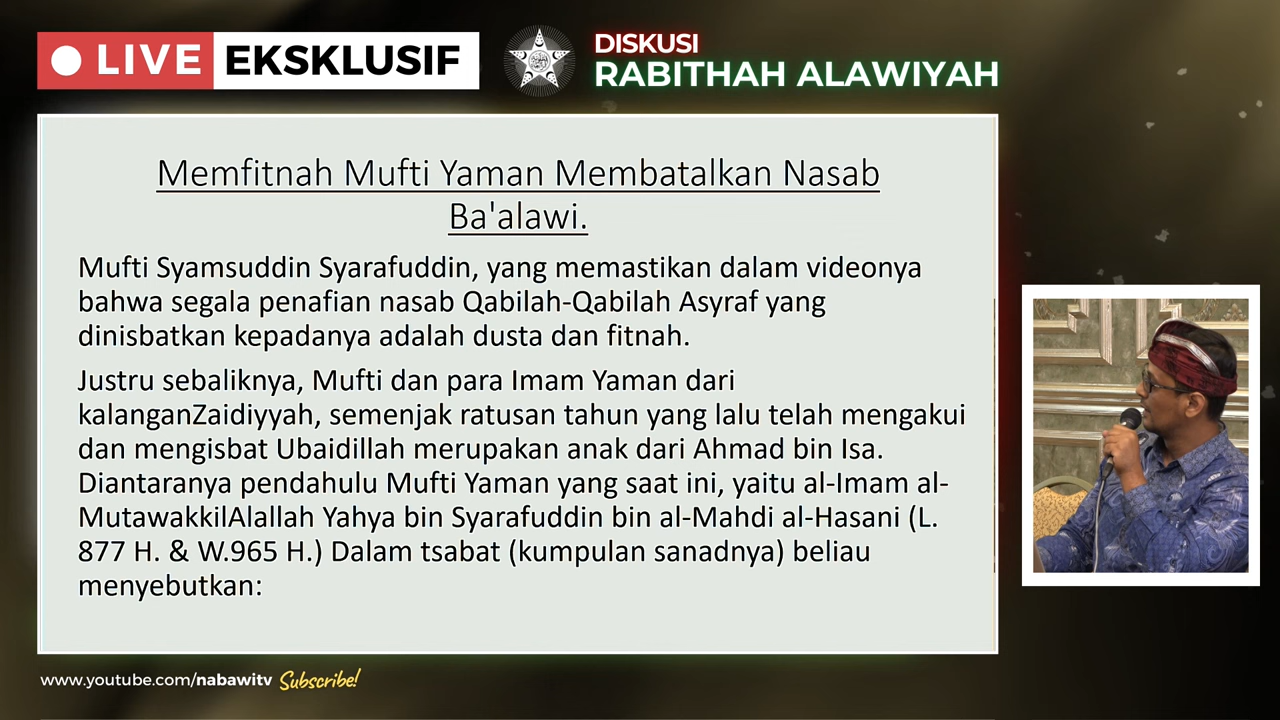 LIVE EKSKLUSIF
DISKUSI
RABITHAH ALAWIYAH
Memfitnah Mufti Yaman Membatalkan Nasab
Ba'alawi.
Mufti Syamsuddin Syarafuddin, yang memastikan dalam videonya
bahwa segala penafian nasab Qabilah-Qabilah Asyraf yang
dinisbatkan kepadanya adalah dusta dan fitnah.
Justru sebaliknya, Mufti dan para Imam Yaman dari
kalanganZaidiyyah, semenjak ratusan tahun yang lalu telah mengakui
dan mengisbat Ubaidillah merupakan anak dari Ahmad bin Isa.
Diantaranya pendahulu Mufti Yaman yang saat ini, yaitu al-Imam al-
MutawakkilAlallah Yahya bin Syarafuddin bin al-Mahdi al-Hasani (L.
877 H. & W.965 H.) Dalam tsabat (kumpulan sanadnya) beliau
menyebutkan:
www.youtube.com/nabawitv Subscribe!